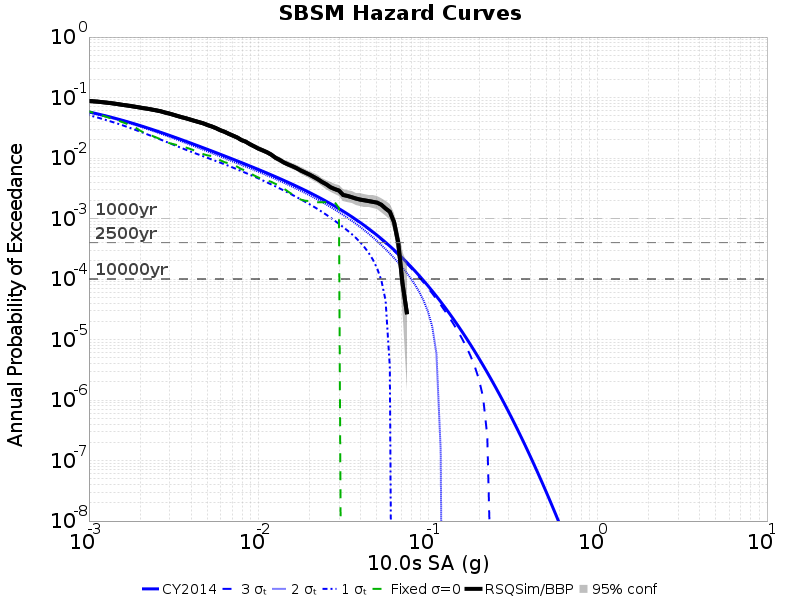 SBSM Hazard Curves
Annual Probability of Exceedance
10^0
10^-1
10^-2
10^-3
10^-4
10^-5
10^-6
10^-7
10^-8
1000yr
2500yr
10000yr
10^-3 10^-2 10^-1 10^0 10^1
10.0s SA (g)
CY2014 3 σₜ 2 σₜ 1 σₜ Fixed σ=0 RSQSim/BBP 95% conf